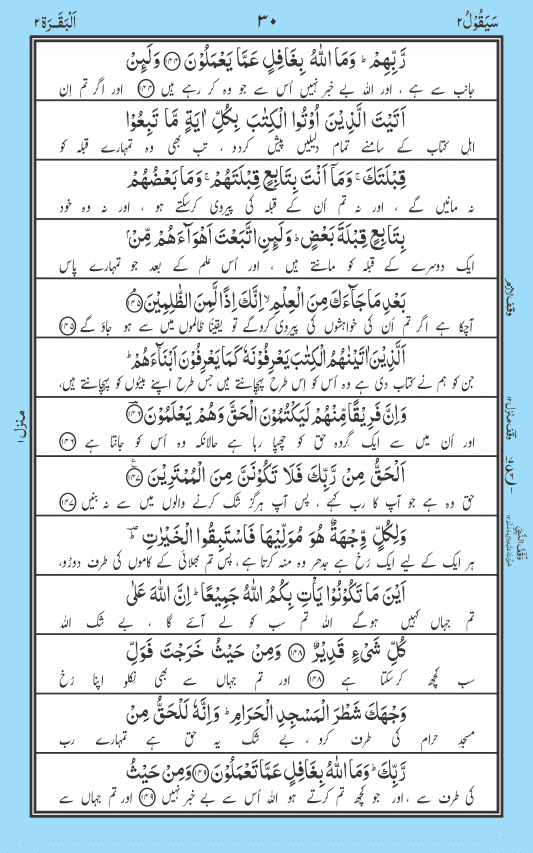 سَيَقُوْلُ ٢
٣٠
اَلْبَقَرَة ٢
رَّبِّهِمْ ؕ وَمَا اللّٰهُ بِغَافِلٍ عَمَّا يَعْمَلُوْنَ ﴿١٤٤﴾ وَلَئِنْ
جانب سے ہے ، اور اللہ بے خبر نہیں اُس سے جو وہ کر رہے ہیں ﴿١٤٤﴾ اور اگر تم اِن
اَتَيْتَ الَّذِيْنَ اُوْتُوا الْكِتٰبَ بِكُلِّ اٰيَةٍ مَّا تَبِعُوْا
اہلِ کتاب کے سامنے تمام دلیلیں پیش کردو ، تب بھی وہ تمہارے قبلہ کو
قِبْلَتَكَ ۚ وَمَاۤ اَنْتَ بِتَابِعٍ قِبْلَتَهُمْ ۚ وَمَا بَعْضُهُمْ
نہ مانیں گے ، اور نہ تم اُن کے قبلہ کی پیروی کرسکتے ہو ، اور نہ وہ خود
بِتَابِعٍ قِبْلَةَ بَعْضٍ ؕ وَلَئِنِ اتَّبَعْتَ اَهْوَآءَهُمْ مِّنْۢ
ایک دوسرے کے قبلہ کو مانتے ہیں ، اور اُس علم کے بعد جو تمہارے پاس
بَعْدِ مَا جَآءَكَ مِنَ الْعِلْمِ ۙ اِنَّكَ اِذًا لَّمِنَ الظّٰلِمِيْنَ ﴿١٤٥﴾
آچکا ہے اگر تم اُن کی خواہشوں کی پیروی کروگے تو یقیناً ظالموں میں سے ہو جاؤ گے ﴿١٤٥﴾
اَلَّذِيْنَ اٰتَيْنٰهُمُ الْكِتٰبَ يَعْرِفُوْنَهٗ كَمَا يَعْرِفُوْنَ اَبْنَآءَهُمْ ؕ
جن کو ہم نے کتاب دی ہے وہ اُس کو اِس طرح پہچانتے ہیں جس طرح اپنے بیٹوں کو پہچانتے ہیں،
وَاِنَّ فَرِيْقًا مِّنْهُمْ لَيَكْتُمُوْنَ الْحَقَّ وَهُمْ يَعْلَمُوْنَ ﴿١٤٦﴾
اور اُن میں سے ایک گروہ حق کو چھپا رہا ہے حالانکہ وہ اُس کو جانتا ہے ﴿١٤٦﴾
اَلْحَقُّ مِنْ رَّبِّكَ فَلَا تَكُوْنَنَّ مِنَ الْمُمْتَرِيْنَ ﴿١٤٧﴾
حق وہ ہے جو آپ کا رب کہے ، پس آپ ہرگز شک کرنے والوں میں سے نہ بنیں ﴿١٤٧﴾
وَلِكُلٍّ وِّجْهَةٌ هُوَ مُوَلِّيْهَا فَاسْتَبِقُوا الْخَيْرٰتِ ؕ
ہر ایک کے لیے ایک رخ ہے جدھر وہ منہ کرتا ہے ، پس تم بھلائی کے کاموں کی طرف دوڑو،
اَيْنَ مَا تَكُوْنُوْا يَاْتِ بِكُمُ اللّٰهُ جَمِيْعًا ؕ اِنَّ اللّٰهَ عَلٰى
تم جہاں کہیں ہوگے اللہ تم سب کو لے آئے گا ، بے شک اللہ
كُلِّ شَيْءٍ قَدِيْرٌ ﴿١٤٨﴾ وَمِنْ حَيْثُ خَرَجْتَ فَوَلِّ
سب کچھ کرسکتا ہے ﴿١٤٨﴾ اور تم جہاں سے بھی نکلو اپنا رخ
وَجْهَكَ شَطْرَ الْمَسْجِدِ الْحَرَامِ ؕ وَاِنَّهٗ لَلْحَقُّ مِنْ
مسجدِ حرام کی طرف کرو ، بے شک یہ حق ہے تمہارے رب
رَّبِّكَ ؕ وَمَا اللّٰهُ بِغَافِلٍ عَمَّا تَعْمَلُوْنَ ﴿١٤٩﴾ وَمِنْ حَيْثُ
کی طرف سے ، اور جو کچھ تم کرتے ہو اللہ اُس سے بے خبر نہیں ﴿١٤٩﴾ اور تم جہاں سے
منزل ١
وقف لازم
وقف منزل ١٢
وقف النبی